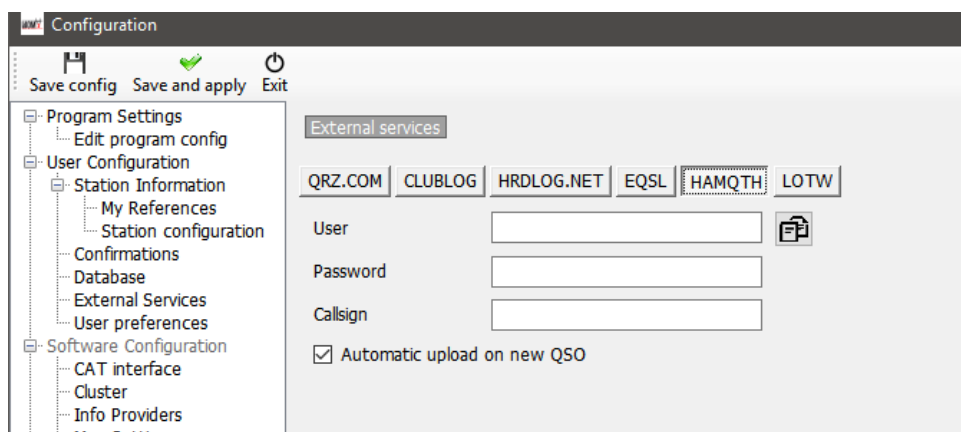 Configuration
Save config Save and apply Exit
Program Settings
Edit program config
User Configuration
Station Information
My References
Station configuration
Confirmations
Database
External Services
User preferences
Software Configuration
CAT interface
Cluster
Info Providers
External services
QRZ.COM CLUBLOG HRDLOG.NET EQSL HAMQTH LOTW
User
Password
Callsign
Automatic upload on new QSO